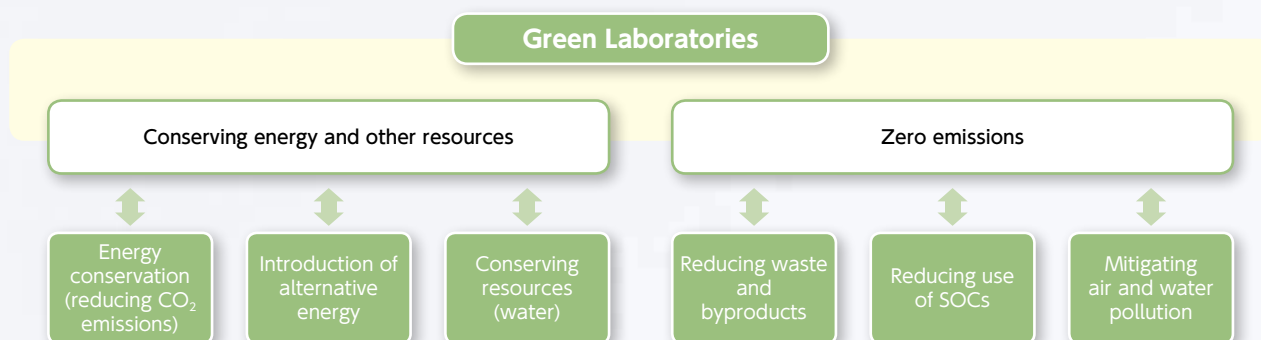 Green Laboratories
Conserving energy and other resources
Zero emissions
Energy
conservation
(reducing CO₂
emissions)
Introduction of
alternative
energy
Conserving
resources
(water)
Reducing waste
and
byproducts
Reducing use
of SOCs
Mitigating
air and water
pollution